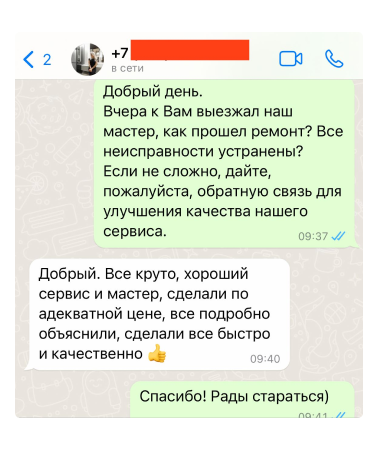 2
+7
в сети
Добрый день.
Вчера к Вам выезжал наш
мастер, как прошел ремонт? Все
неисправности устранены?
Если не сложно, дайте,
пожалуйста, обратную связь для
улучшения качества нашего
сервиса.
09:37
Добрый. Все круто, хороший
сервис и мастер, сделали по
адекватной цене, все подробно
объяснили, сделали все быстро
и качественно 👍
09:40
Спасибо! Рады стараться)
09:41